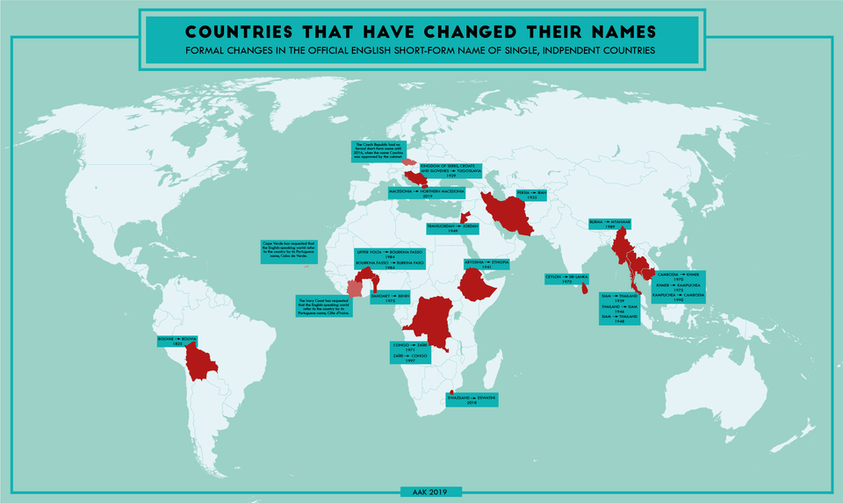 COUNTRIES THAT HAVE CHANGED THEIR NAMES
FORMAL CHANGES IN THE OFFICIAL ENGLISH SHORT-FORM NAME OF SINGLE, INDPENDENT COUNTRIES
The Czech Republic had no
formal short-form name until
2016, when the name Czechia
was approved by the cabinet
KINGDOM OF SERBS, CROATS
AND SLOVENES → YUGOSLAVIA
1929
MACEDONIA → NORTHERN MACEDONIA
2019
PERSIA → IRAN
1935
TRANSJORDAN → JORDAN
1949
BURMA → MYANMAR
1989
Cape Verde has requested that
the English-speaking world refer
to the country by its Portuguese
name, Cabo de Verde.
UPPER VOLTA → BOURKINA FASSO
1984
BOURKINA FASSO → BURKINA FASO
1984
ABYSSINIA → ETHIOPIA
1941
CEYLON → SRI LANKA
1972
CAMBODIA → KHMER
1970
KHMER → KAMPUCHEA
1975
KAMPUCHEA → CAMBODIA
1990
DAHOMEY → BENIN
1975
The Ivory Coast has requested
that the English-speaking world
refer to the country by its
Portuguese name, Côte d'Ivoire.
SIAM → THAILAND
1939
THAILAND → SIAM
1946
SIAM → THAILAND
1948
BOLÍVAR → BOLIVIA
1825
CONGO → ZAIRE
1971
ZAIRE → CONGO
1997
SWAZILAND → ESWATINI
2018
AAK 2019